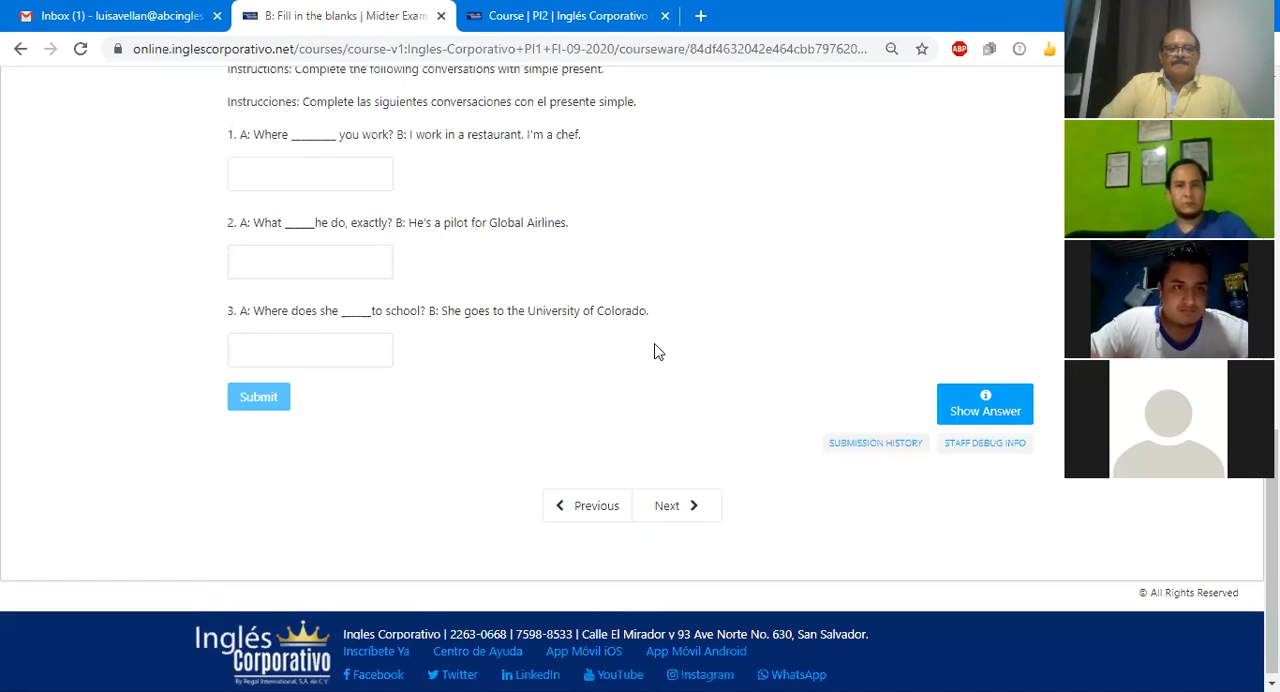 Inbox (1) - luisavellan@abcingles
B: Fill in the blanks | Midter Exam
Course | PI2 | Inglés Corporativo
online.inglescorporativo.net/courses/course-v1:Ingles-Corporativo+PI1+FI-09-2020/courseware/84df4632042e464cbb797620...
ABP
Instructions: Complete the following conversations with simple present.
Instrucciones: Complete las siguientes conversaciones con el presente simple.
1. A: Where ________ you work? B: I work in a restaurant. I'm a chef.
2. A: What _____he do, exactly? B: He's a pilot for Global Airlines.
3. A: Where does she _____to school? B: She goes to the University of Colorado.
Submit
Show Answer
SUBMISSION HISTORY
STAFF DEBUG INFO
Previous
Next
© All Rights Reserved
Inglés Corporativo
By Regal International, S.A. de C.V.
Ingles Corporativo | 2263-0668 | 7598-8533 | Calle El Mirador y 93 Ave Norte No. 630, San Salvador.
Inscríbete Ya Centro de Ayuda App Móvil iOS App Móvil Android
Facebook Twitter LinkedIn YouTube Instagram WhatsApp